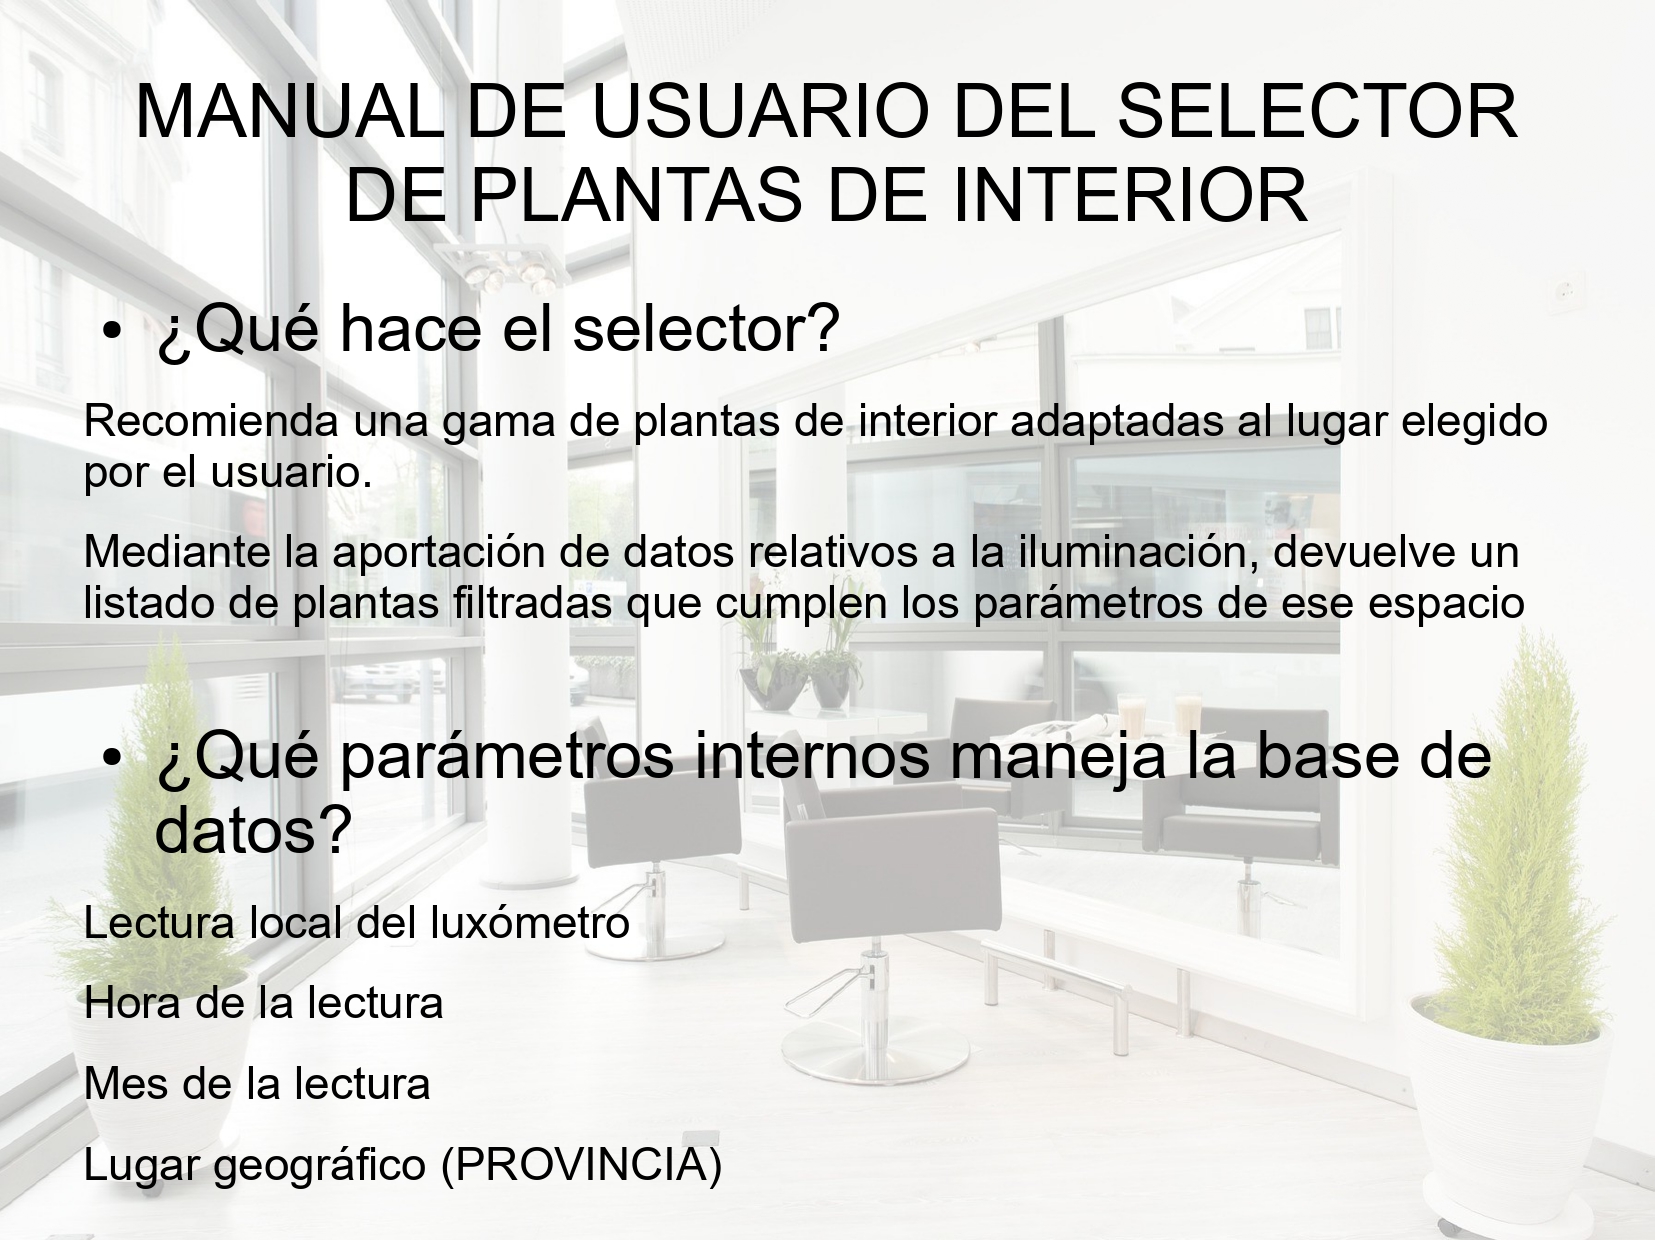 MANUAL DE USUARIO DEL SELECTOR
DE PLANTAS DE INTERIOR
• ¿Qué hace el selector?
Recomienda una gama de plantas de interior adaptadas al lugar elegido
por el usuario.
Mediante la aportación de datos relativos a la iluminación, devuelve un
listado de plantas filtradas que cumplen los parámetros de ese espacio
• ¿Qué parámetros internos maneja la base de
datos?
Lectura local del luxómetro
Hora de la lectura
Mes de la lectura
Lugar geográfico (PROVINCIA)